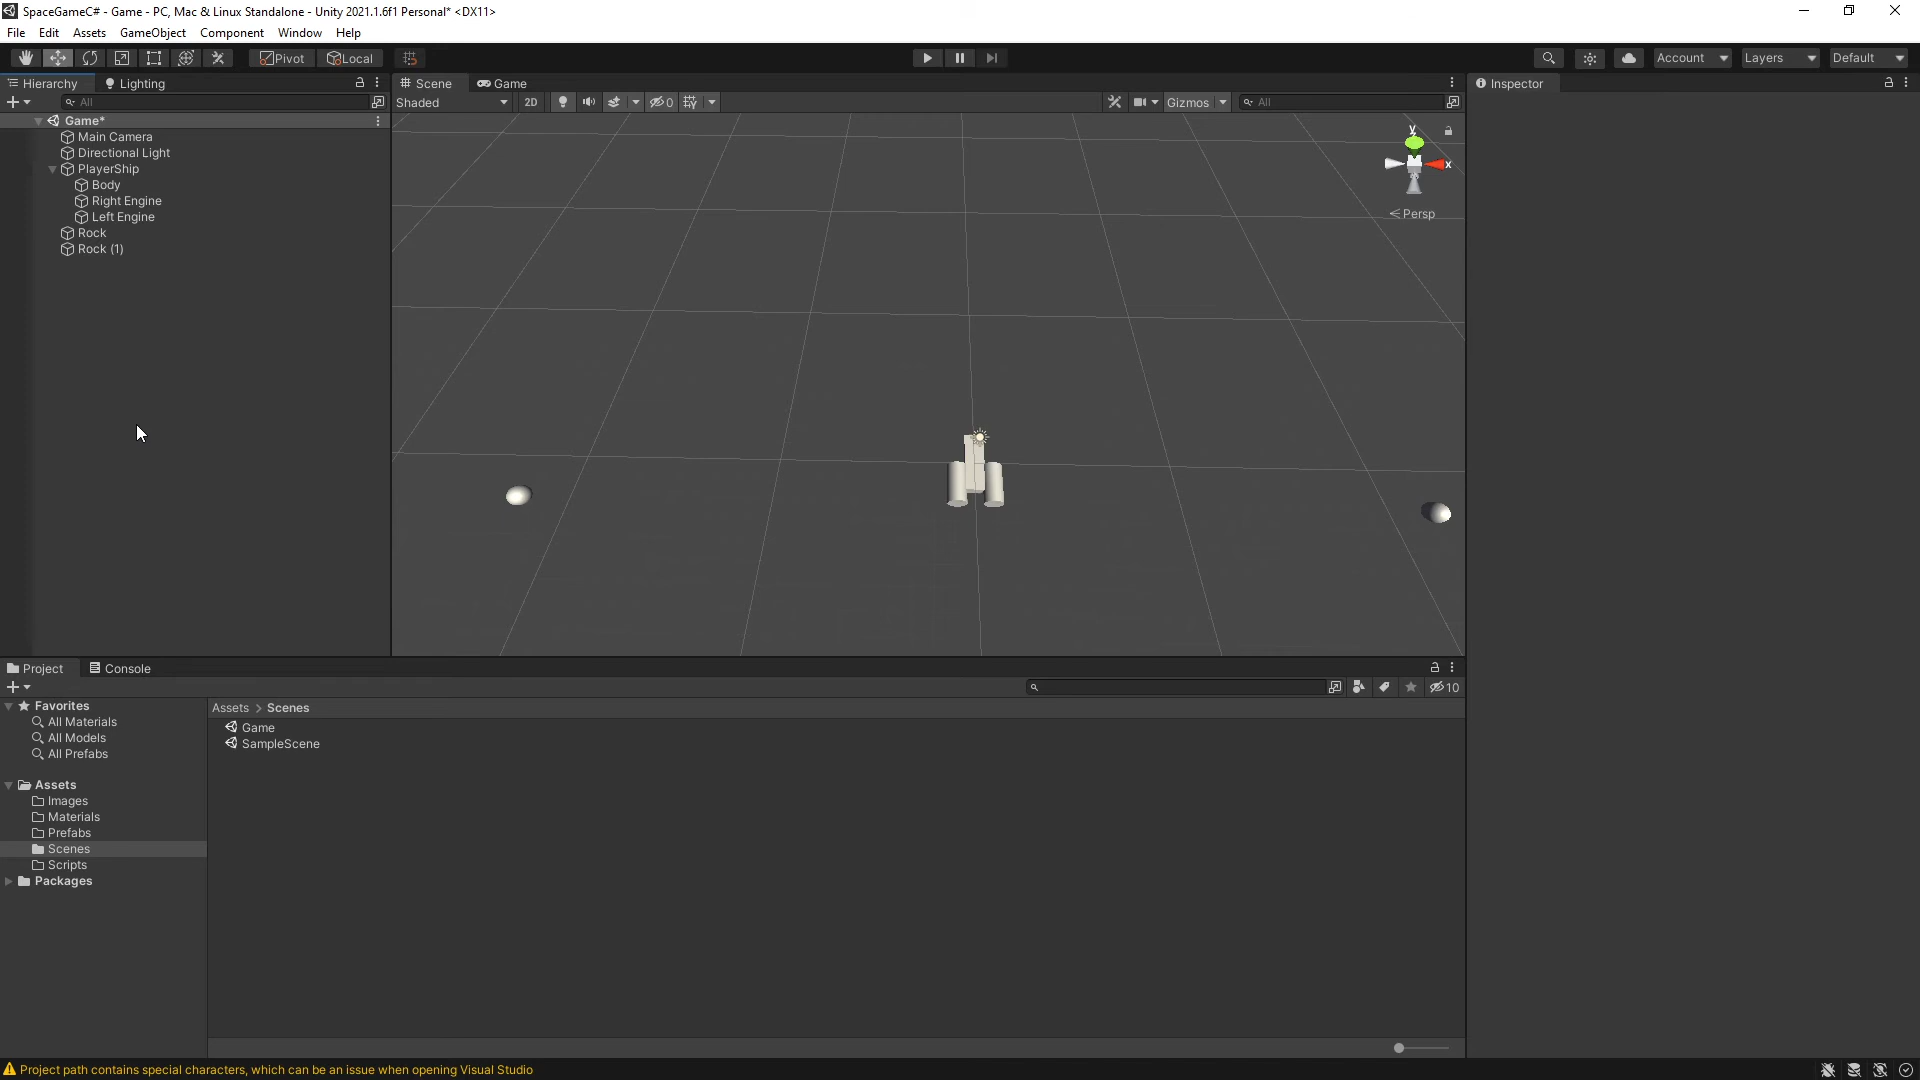 SpaceGameC# - Game - PC, Mac & Linux Standalone - Unity 2021.1.6f1 Personal* <DX11>
File Edit Assets GameObject Component Window Help
Pivot Local Account Layers Default
Hierarchy Lighting
All
Game*
Main Camera
Directional Light
PlayerShip
Body
Right Engine
Left Engine
Rock
Rock (1)
Scene Game
Shaded 2D 0 Gizmos All
y
x
Persp
Inspector
Project Console
10
Favorites
All Materials
All Models
All Prefabs
Assets
Images
Materials
Prefabs
Scenes
Scripts
Packages
Assets > Scenes
Game
SampleScene
Project path contains special characters, which can be an issue when opening Visual Studio